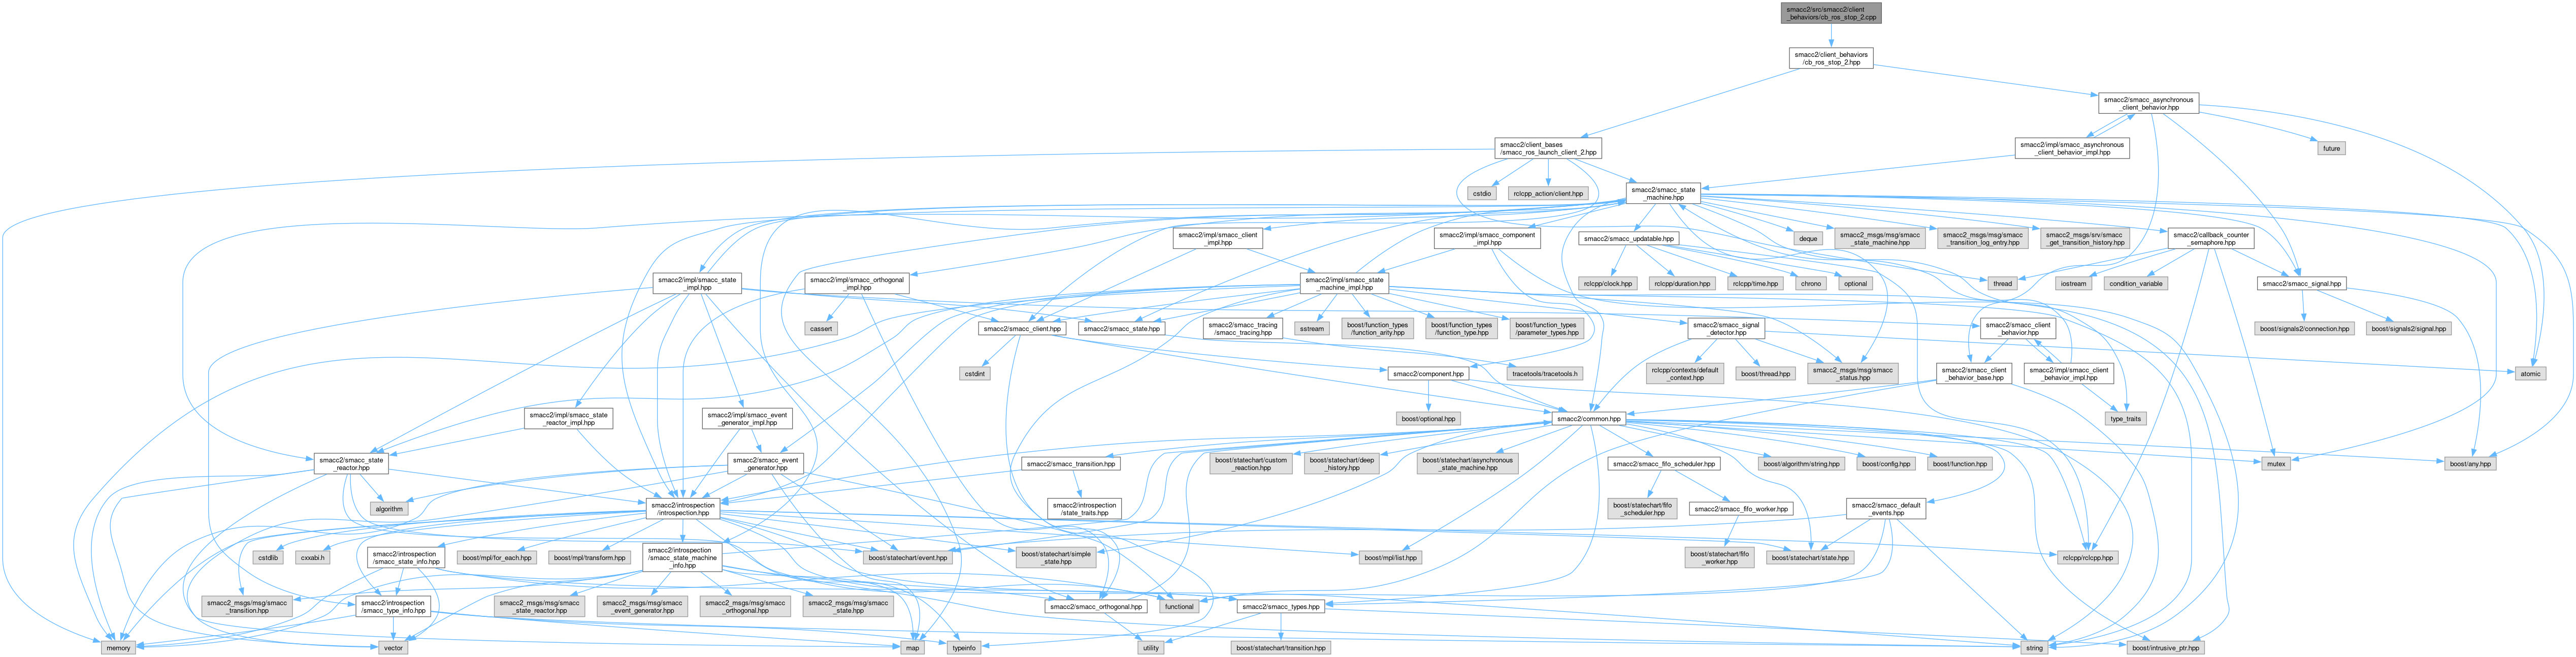 smacc2/src/smacc2/client
_behaviors/cb_ros_stop_2.cpp
smacc2/client_behaviors
/cb_ros_stop_2.hpp
smacc2/smacc_asynchronous
_client_behavior.hpp
smacc2/client_bases
/smacc_ros_launch_client_2.hpp
smacc2/impl/smacc_asynchronous
_client_behavior_impl.hpp
future
cstdio
rclcpp_action/client.hpp
smacc2/smacc_state
_machine.hpp
smacc2/impl/smacc_client
_impl.hpp
smacc2/impl/smacc_component
_impl.hpp
smacc2/smacc_updatable.hpp
deque
smacc2_msgs/msg/smacc
_state_machine.hpp
smacc2_msgs/msg/smacc
_transition_log_entry.hpp
smacc2_msgs/srv/smacc
_get_transition_history.hpp
smacc2/callback_counter
_semaphore.hpp
smacc2/impl/smacc_state
_impl.hpp
smacc2/impl/smacc_orthogonal
_impl.hpp
smacc2/impl/smacc_state
_machine_impl.hpp
rclcpp/clock.hpp
rclcpp/duration.hpp
rclcpp/time.hpp
chrono
optional
thread
iostream
condition_variable
smacc2/smacc_signal.hpp
cassert
smacc2/smacc_client.hpp
smacc2/smacc_state.hpp
smacc2/smacc_tracing
/smacc_tracing.hpp
sstream
boost/function_types
/function_arity.hpp
boost/function_types
/function_type.hpp
boost/function_types
/parameter_types.hpp
smacc2/smacc_signal
_detector.hpp
smacc2/smacc_client
_behavior.hpp
boost/signals2/connection.hpp
boost/signals2/signal.hpp
cstdint
smacc2/component.hpp
tracetools/tracetools.h
rclcpp/contexts/default
_context.hpp
boost/thread.hpp
smacc2_msgs/msg/smacc
_status.hpp
smacc2/smacc_client
_behavior_base.hpp
smacc2/impl/smacc_client
_behavior_impl.hpp
atomic
smacc2/impl/smacc_state
_reactor_impl.hpp
smacc2/impl/smacc_event
_generator_impl.hpp
boost/optional.hpp
smacc2/common.hpp
type_traits
smacc2/smacc_state
_reactor.hpp
smacc2/smacc_event
_generator.hpp
smacc2/smacc_transition.hpp
boost/statechart/custom
_reaction.hpp
boost/statechart/deep
_history.hpp
boost/statechart/asynchronous
_state_machine.hpp
smacc2/smacc_fifo_scheduler.hpp
boost/algorithm/string.hpp
boost/config.hpp
boost/function.hpp
mutex
boost/any.hpp
algorithm
smacc2/introspection
/introspection.hpp
smacc2/introspection
/state_traits.hpp
boost/statechart/fifo
_scheduler.hpp
smacc2/smacc_fifo_worker.hpp
smacc2/smacc_default
_events.hpp
cstdlib
cxxabi.h
smacc2/introspection
/smacc_state_info.hpp
boost/mpl/for_each.hpp
boost/mpl/transform.hpp
smacc2/introspection
/smacc_state_machine
_info.hpp
boost/statechart/event.hpp
boost/statechart/simple
_state.hpp
boost/mpl/list.hpp
boost/statechart/fifo
_worker.hpp
boost/statechart/state.hpp
rclcpp/rclcpp.hpp
smacc2_msgs/msg/smacc
_transition.hpp
smacc2/introspection
/smacc_type_info.hpp
smacc2_msgs/msg/smacc
_state_reactor.hpp
smacc2_msgs/msg/smacc
_event_generator.hpp
smacc2_msgs/msg/smacc
_orthogonal.hpp
smacc2_msgs/msg/smacc
_state.hpp
smacc2/smacc_orthogonal.hpp
functional
smacc2/smacc_types.hpp
memory
vector
map
typeinfo
utility
boost/statechart/transition.hpp
string
boost/intrusive_ptr.hpp